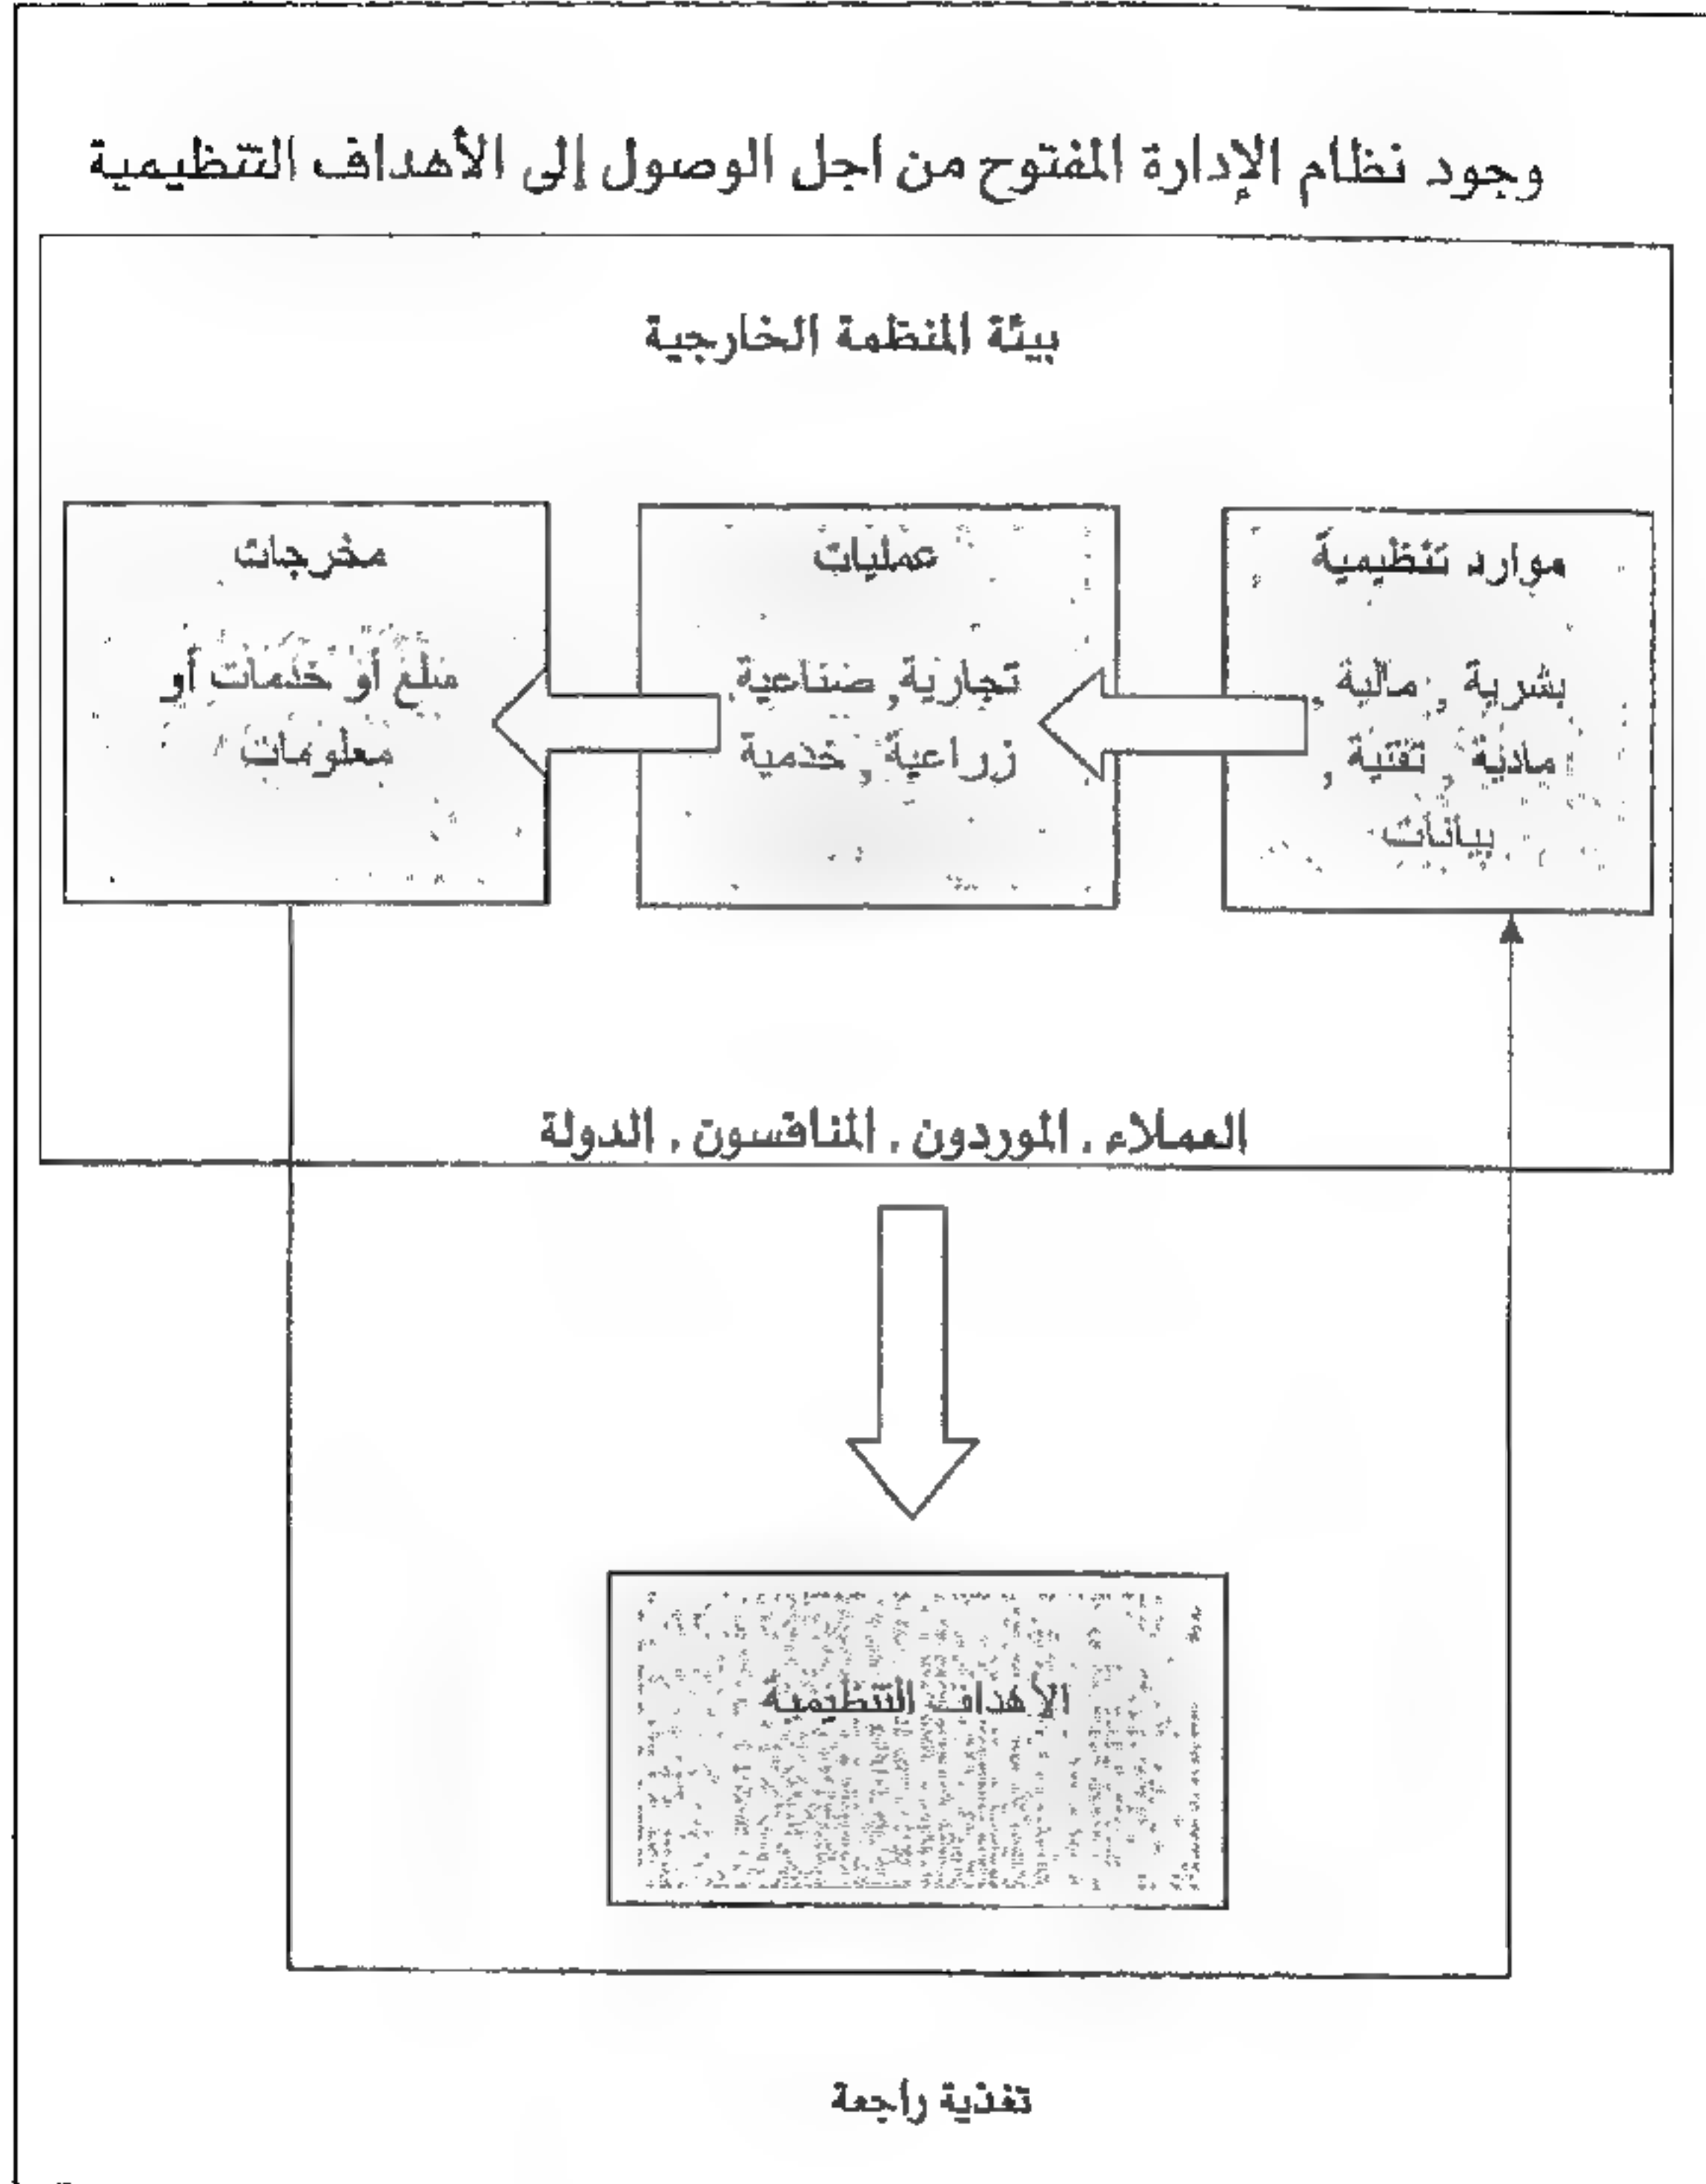 وجود نظام الإدارة المفتوح من اجل الوصول إلى الأهداف التنظيمية
بيئة المنظمة الخارجية
موارد تنظيمية
بشرية , مالية ,
مادية , تقنية ,
بيانات
عمليات
تجارية, صناعية,
زراعية, خدمية
مخرجات
سلع أو خدمات أو
معلومات
العملاء . الموردون . المنافسون . الدولة
الأهداف التنظيمية
تغذية راجعة